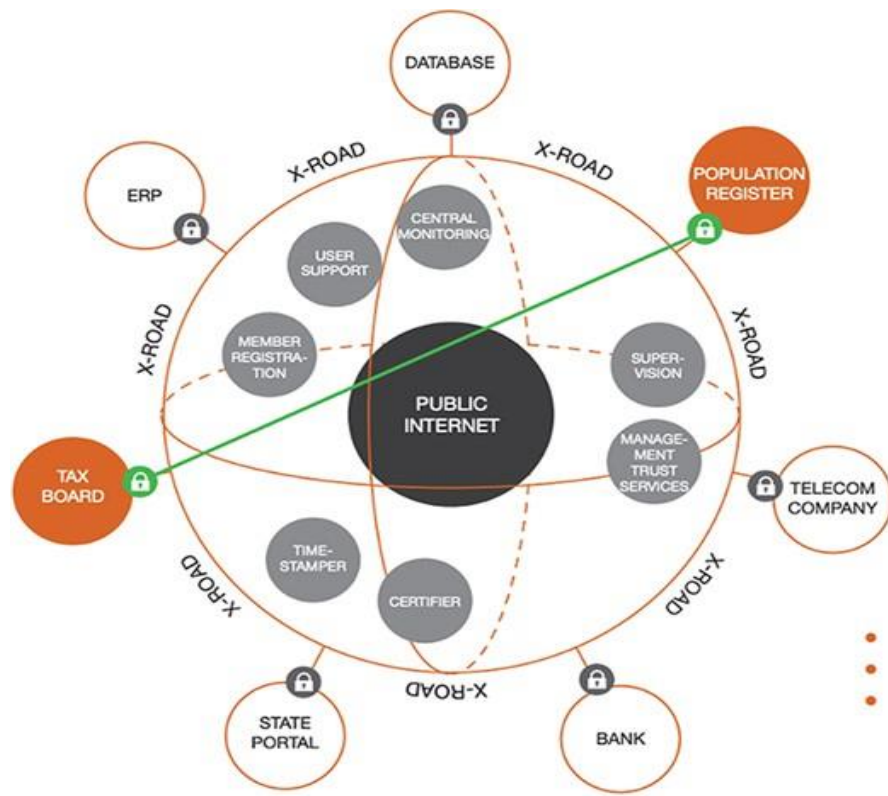 DATABASE
X-ROAD
X-ROAD
POPULATION
REGISTER
ERP
CENTRAL
MONITORING
USER
SUPPORT
X-ROAD
X-ROAD
MEMBER
REGISTRA-
TION
SUPER-
VISION
PUBLIC
INTERNET
MANAGE-
MENT
TRUST
SERVICES
TAX
BOARD
TELECOM
COMPANY
TIME-
STAMPER
CERTIFIER
X-ROAD
X-ROAD
X-ROAD
STATE
PORTAL
BANK